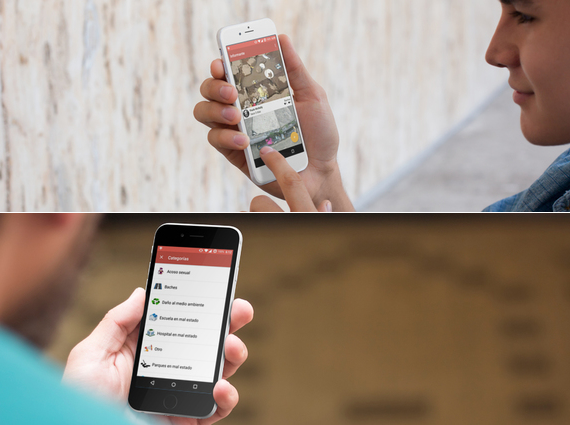 Categorías
Acoso sexual
Baches
Daño al medio ambiente
Escuela en mal estado
Hospital en mal estado
Otro
Parques en mal estado